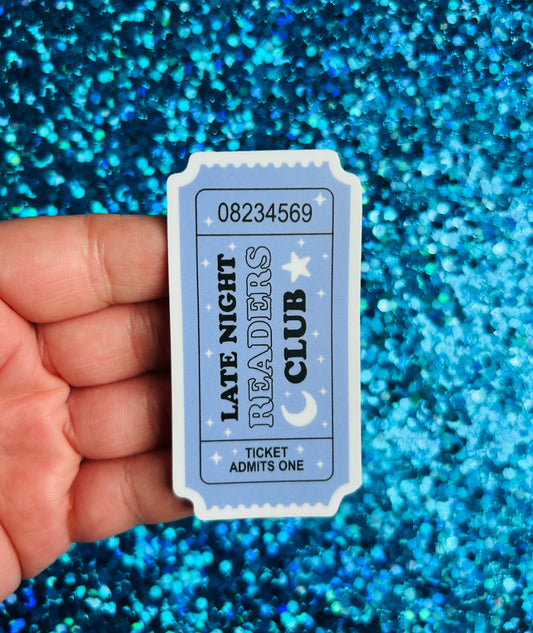 08234569
LATE NIGHT
READERS
CLUB
TICKET
ADMITS ONE